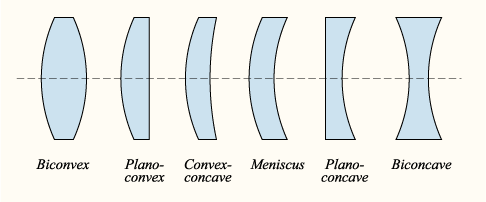 Biconvex
Plano-
convex
Convex-
concave
Meniscus
Plano-
concave
Biconcave